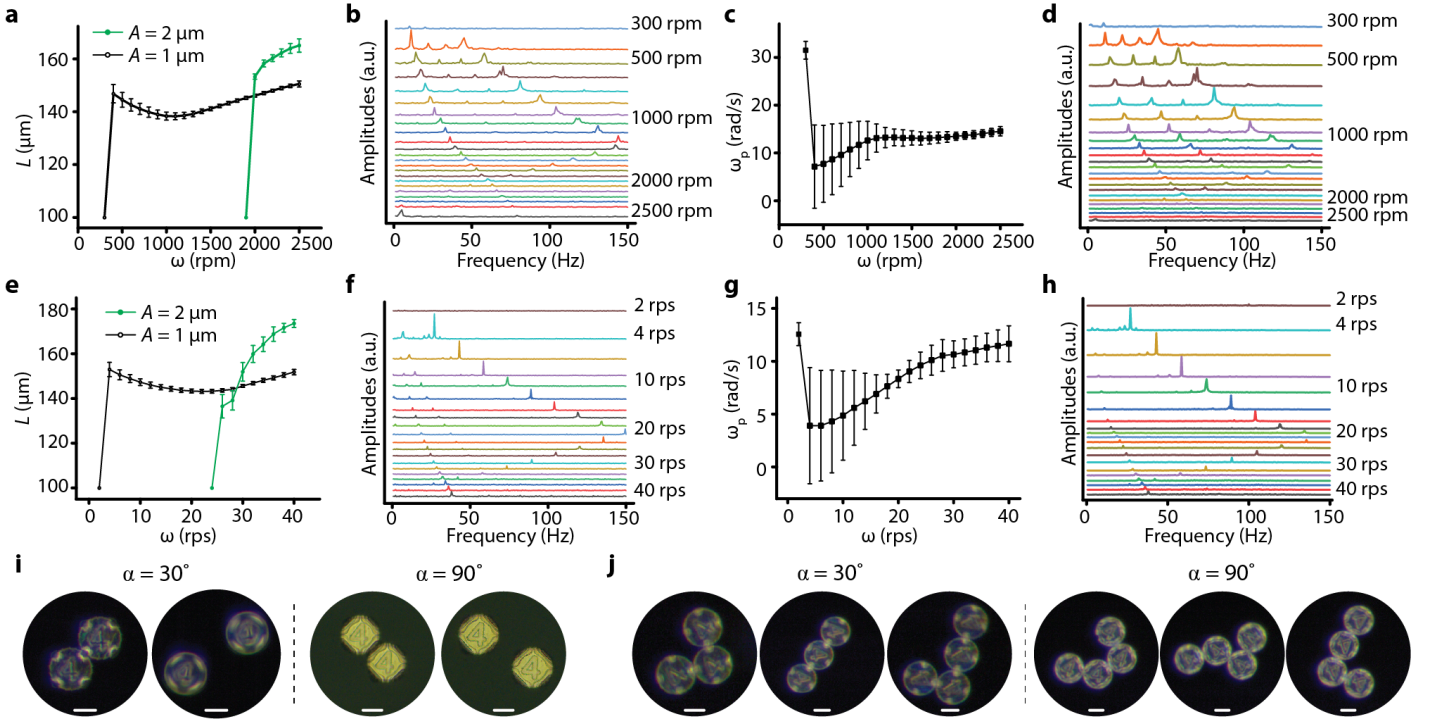 a
A = 2 μm
A = 1 μm
L (μm)
160
140
120
100
0 500 1000 1500 2000 2500
ω (rpm)
b
Amplitudes (a.u.)
300 rpm
500 rpm
1000 rpm
2000 rpm
2500 rpm
0 50 100 150
Frequency (Hz)
c
ωp (rad/s)
30
20
10
0
0 500 1000 1500 2000 2500
ω (rpm)
d
Amplitudes (a.u.)
300 rpm
500 rpm
1000 rpm
2000 rpm
2500 rpm
0 50 100 150
Frequency (Hz)
e
A = 2 μm
A = 1 μm
L (μm)
180
160
140
120
100
0 10 20 30 40
ω (rps)
f
Amplitudes (a.u.)
2 rps
4 rps
10 rps
20 rps
30 rps
40 rps
0 50 100 150
Frequency (Hz)
g
ωp (rad/s)
15
10
5
0
0 10 20 30 40
ω (rps)
h
Amplitudes (a.u.)
2 rps
4 rps
10 rps
20 rps
30 rps
40 rps
0 50 100 150
Frequency (Hz)
i
α = 30°
α = 90°
4 4
4 4
j
α = 30°
α = 90°